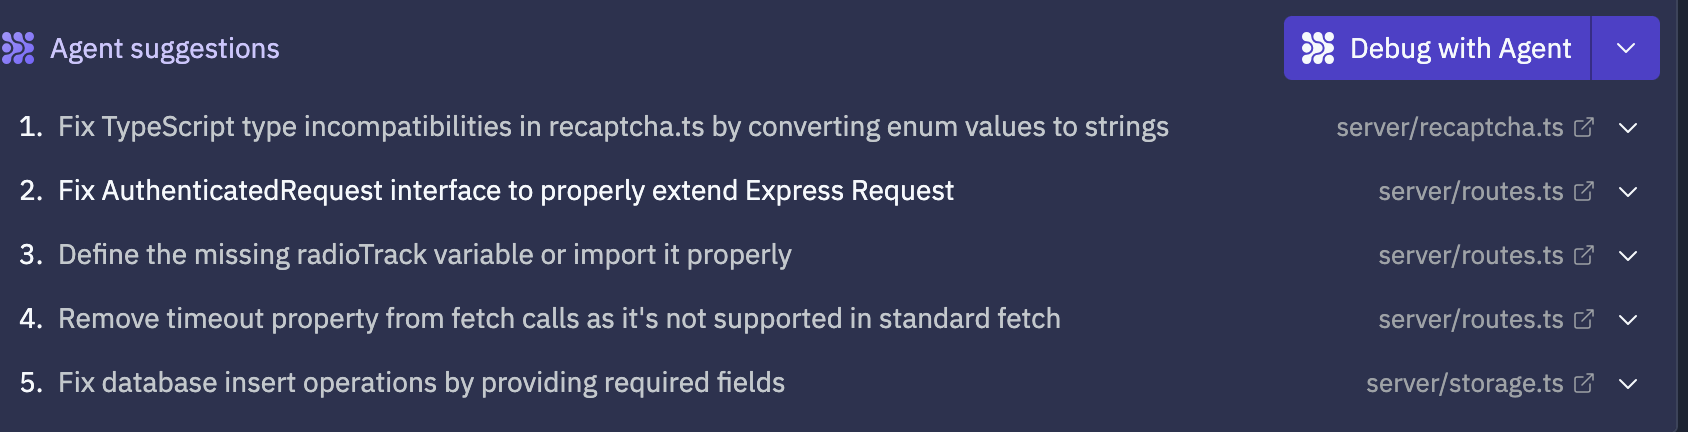 Agent suggestions
Debug with Agent
1. Fix TypeScript type incompatibilities in recaptcha.ts by converting enum values to strings server/recaptcha.ts
2. Fix AuthenticatedRequest interface to properly extend Express Request server/routes.ts
3. Define the missing radioTrack variable or import it properly server/routes.ts
4. Remove timeout property from fetch calls as it's not supported in standard fetch server/routes.ts
5. Fix database insert operations by providing required fields server/storage.ts